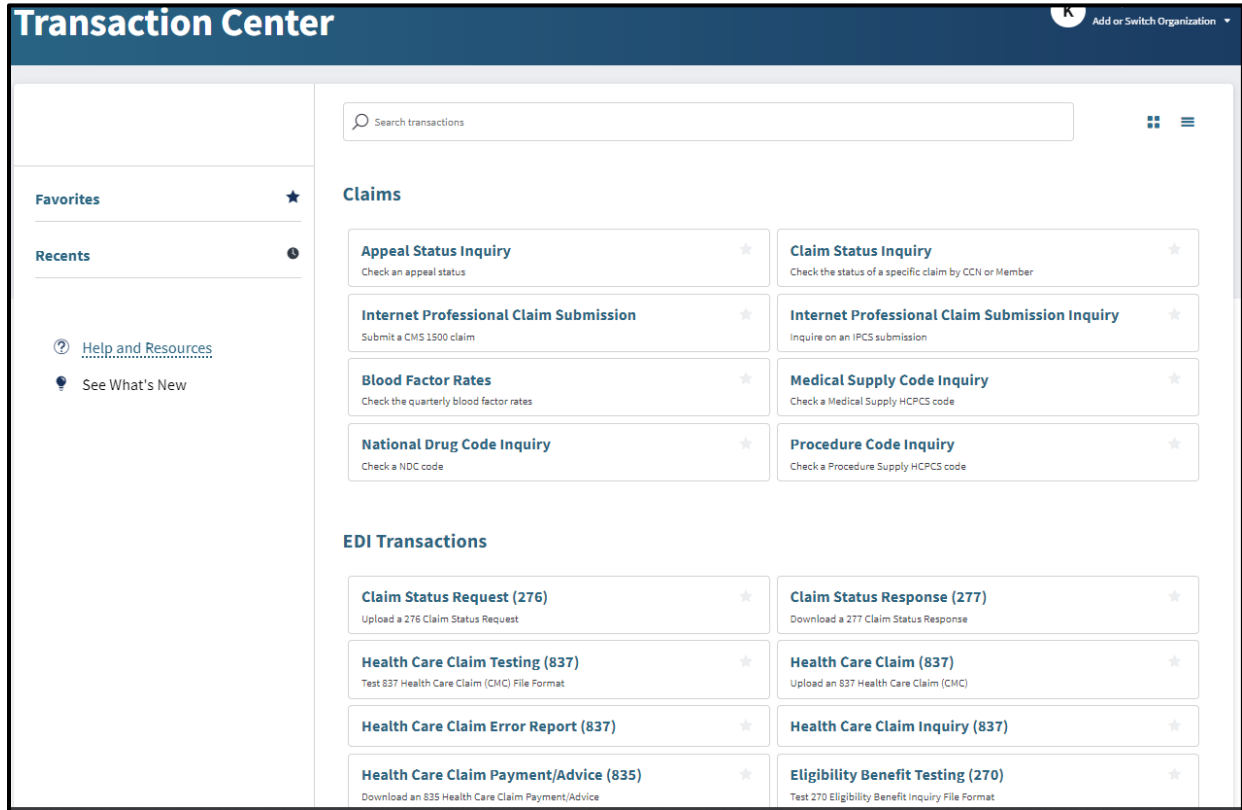 Transaction Center
K
Add or Switch Organization
Search transactions
Favorites
Recents
Help and Resources
See What's New
Claims
Appeal Status Inquiry
Check an appeal status
Claim Status Inquiry
Check the status of a specific claim by CCN or Member
Internet Professional Claim Submission
Submit a CMS 1500 claim
Internet Professional Claim Submission Inquiry
Inquire on an IPCS submission
Blood Factor Rates
Check the quarterly blood factor rates
Medical Supply Code Inquiry
Check a Medical Supply HCPCS code
National Drug Code Inquiry
Check a NDC code
Procedure Code Inquiry
Check a Procedure Supply HCPCS code
EDI Transactions
Claim Status Request (276)
Upload a 276 Claim Status Request
Claim Status Response (277)
Download a 277 Claim Status Response
Health Care Claim Testing (837)
Test 837 Health Care Claim (CMC) File Format
Health Care Claim (837)
Upload an 837 Health Care Claim (CMC)
Health Care Claim Error Report (837)
Health Care Claim Inquiry (837)
Health Care Claim Payment/Advice (835)
Download an 835 Health Care Claim Payment/Advice
Eligibility Benefit Testing (270)
Test 270 Eligibility Benefit Inquiry File Format